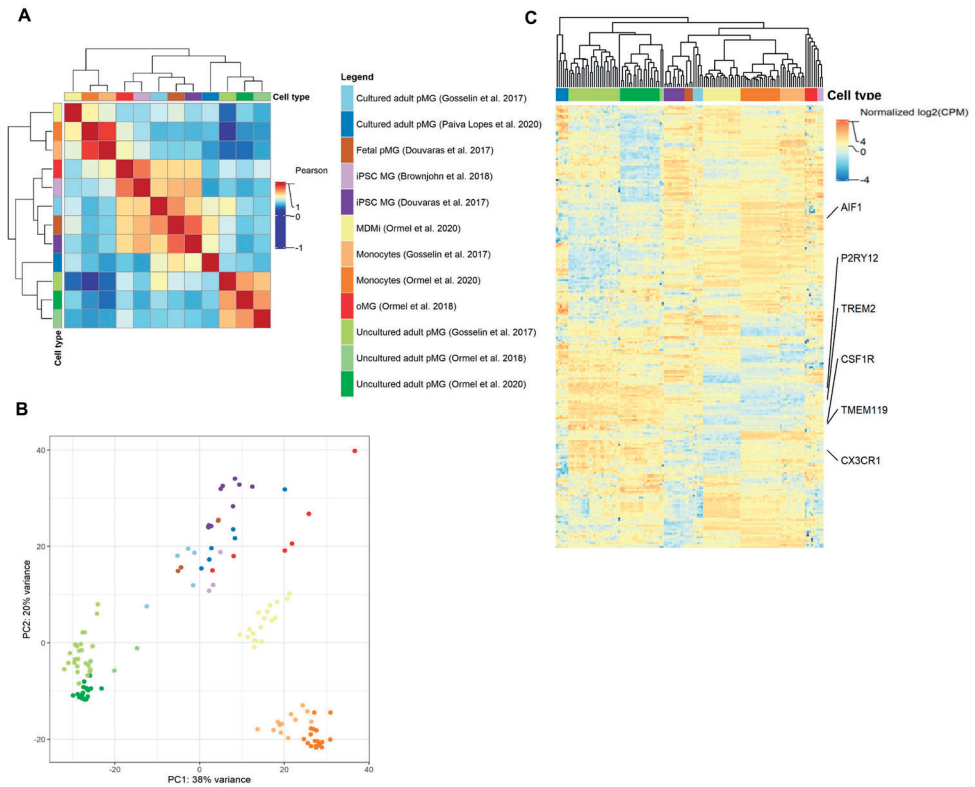 A
Cell type
Pearson
1
0
-1
Cell type
Legend
Cultured adult pMG (Gosselin et al. 2017)
Cultured adult pMG (Paiva Lopes et al. 2020)
Fetal pMG (Douvaras et al. 2017)
iPSC MG (Brownjohn et al. 2018)
iPSC MG (Douvaras et al. 2017)
MDMi (Ormel et al. 2020)
Monocytes (Gosselin et al. 2017)
Monocytes (Ormel et al. 2020)
oMG (Ormel et al. 2018)
Uncultured adult pMG (Gosselin et al. 2017)
Uncultured adult pMG (Ormel et al. 2018)
Uncultured adult pMG (Ormel et al. 2020)
B
PC2: 20% variance
40
20
0
-20
-20
0
20
40
PC1: 38% variance
C
Cell type
Normalized log2(CPM)
4
0
-4
AIF1
P2RY12
TREM2
CSF1R
TMEM119
CX3CR1